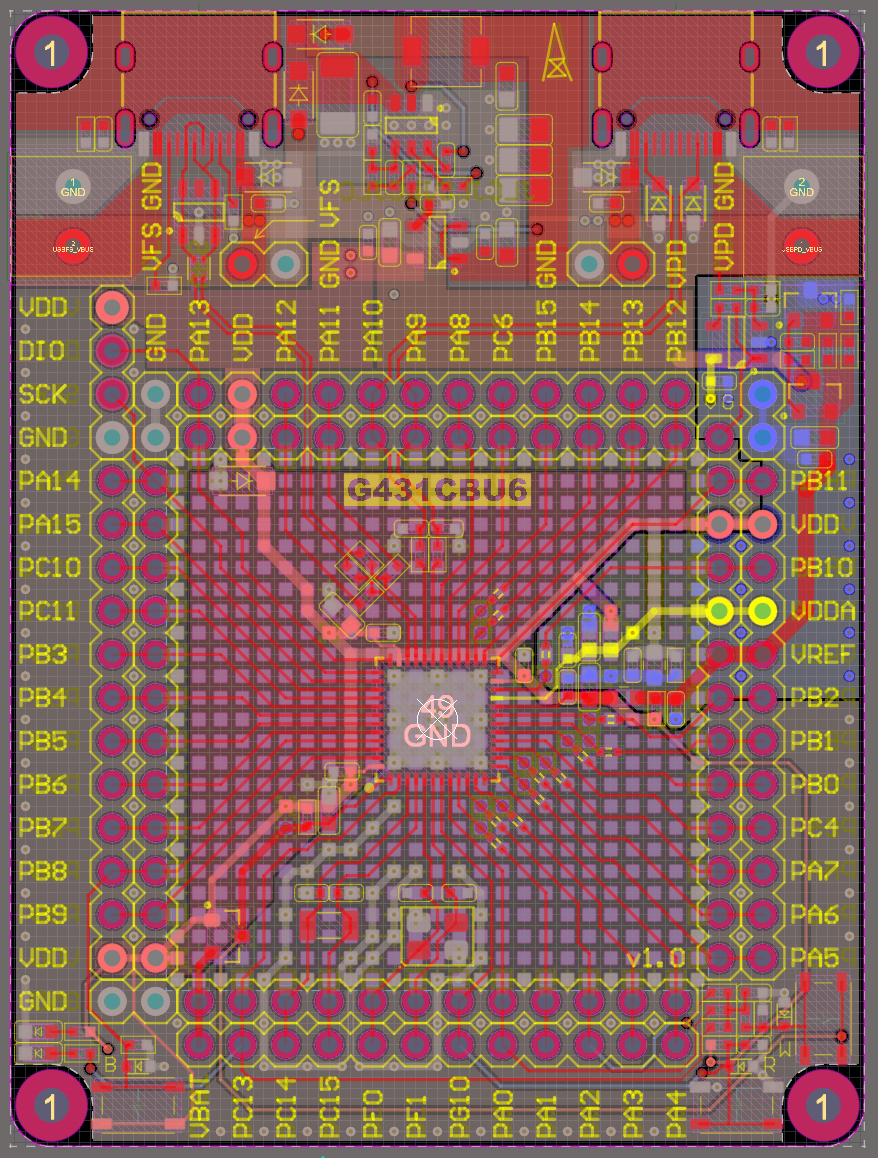 1
1
VFS GND
VFS
VPD GND
1
GND
2
GND
2
USBFS_VBUS
USBPD_VBUS
GND
GND
VPD
VDD
GND
PA13
VDD
PA12
PA11
PA10
PA9
PA8
PC6
PB15
PB14
PB13
PB12
DIO
SCK
GND
V G
PA14
G431CBU6
PB11
PA15
VDD
PC10
PB10
PC11
VDDA
PB3
VREF
PB4
49
GND
PB2
PB5
PB1
PB6
PB0
PB7
PC4
PB8
PA7
PB9
PA6
VDD
v1.0
PA5
GND
B
W
R
1
VBAT
PC13
PC14
PC15
PF0
PF1
PG10
PA0
PA1
PA2
PA3
PA4
1